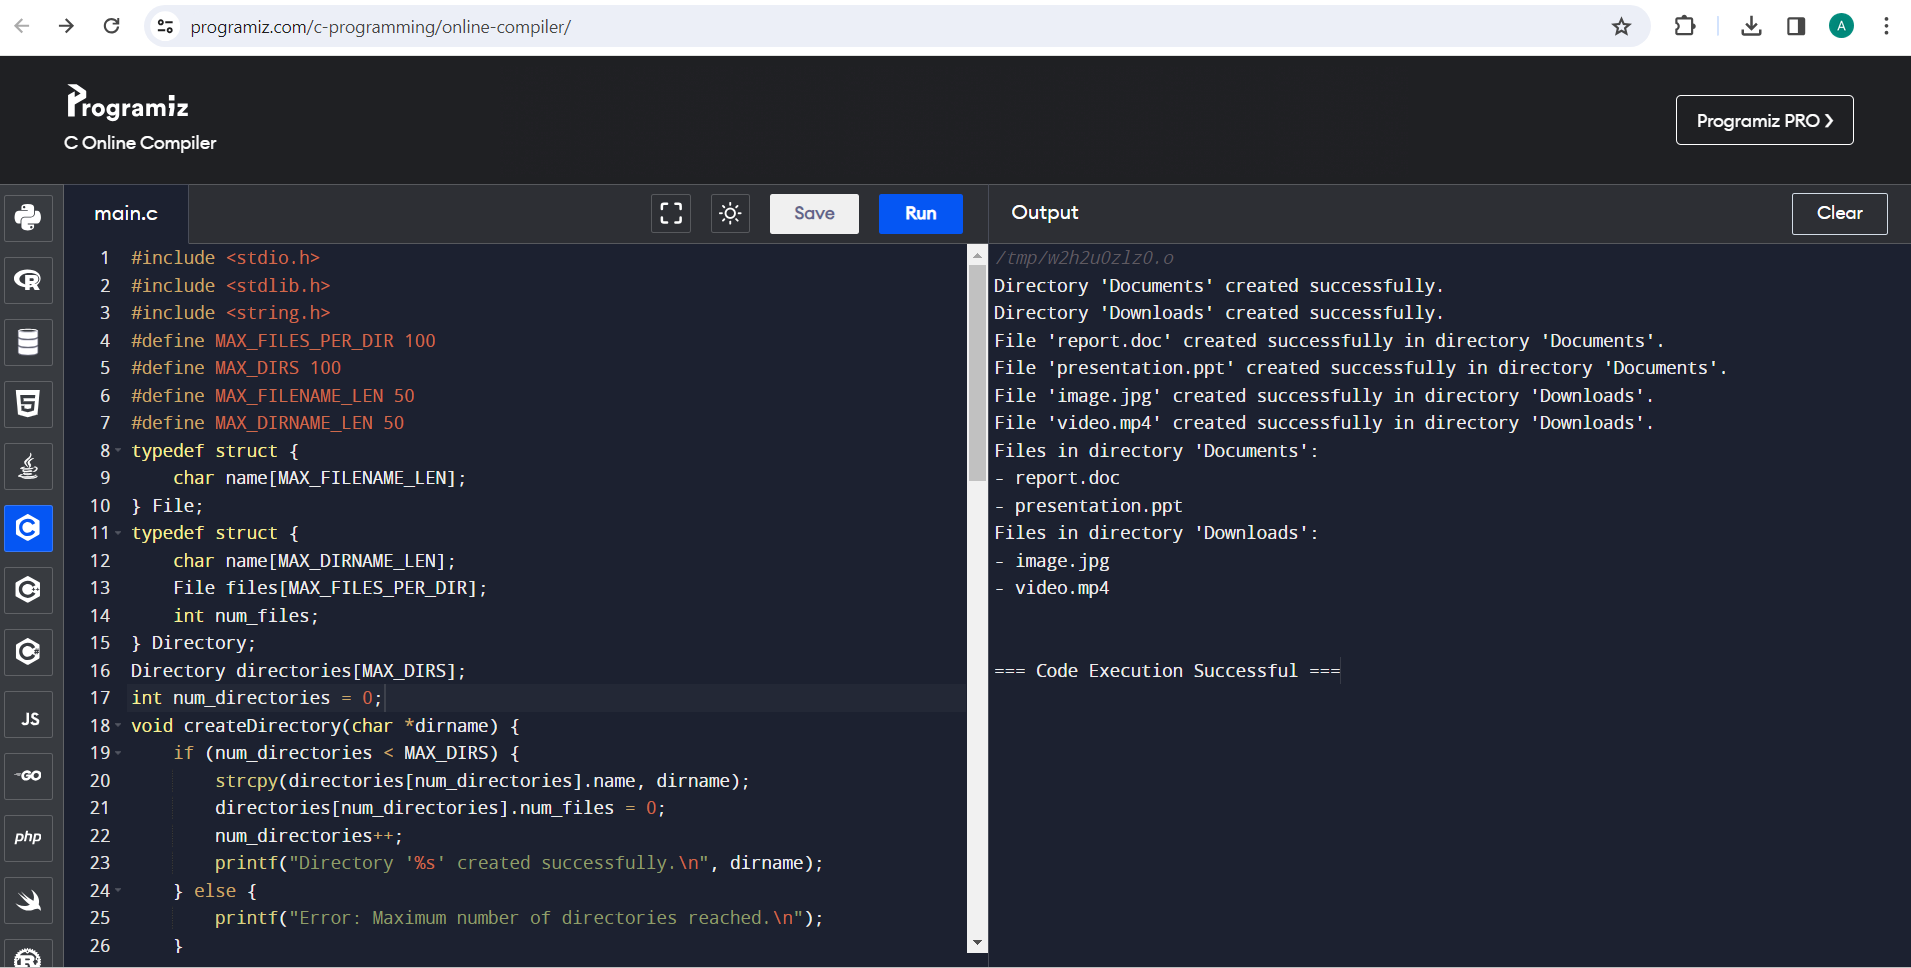 programiz.com/c-programming/online-compiler/
A
Programiz
C Online Compiler
Programiz PRO ❯
main.c
Save
Run
Output
Clear
1 #include <stdio.h>
2 #include <stdlib.h>
3 #include <string.h>
4 #define MAX_FILES_PER_DIR 100
5 #define MAX_DIRS 100
6 #define MAX_FILENAME_LEN 50
7 #define MAX_DIRNAME_LEN 50
8 typedef struct {
9     char name[MAX_FILENAME_LEN];
10 } File;
11 typedef struct {
12     char name[MAX_DIRNAME_LEN];
13     File files[MAX_FILES_PER_DIR];
14     int num_files;
15 } Directory;
16 Directory directories[MAX_DIRS];
17 int num_directories = 0;
18 void createDirectory(char *dirname) {
19     if (num_directories < MAX_DIRS) {
20         strcpy(directories[num_directories].name, dirname);
21         directories[num_directories].num_files = 0;
22         num_directories++;
23         printf("Directory '%s' created successfully.\n", dirname);
24     } else {
25         printf("Error: Maximum number of directories reached.\n");
26     }
/tmp/w2h2u0zlz0.o
Directory 'Documents' created successfully.
Directory 'Downloads' created successfully.
File 'report.doc' created successfully in directory 'Documents'.
File 'presentation.ppt' created successfully in directory 'Documents'.
File 'image.jpg' created successfully in directory 'Downloads'.
File 'video.mp4' created successfully in directory 'Downloads'.
Files in directory 'Documents':
- report.doc
- presentation.ppt
Files in directory 'Downloads':
- image.jpg
- video.mp4
=== Code Execution Successful ===
R
5
C
C
C
JS
GO
php
R